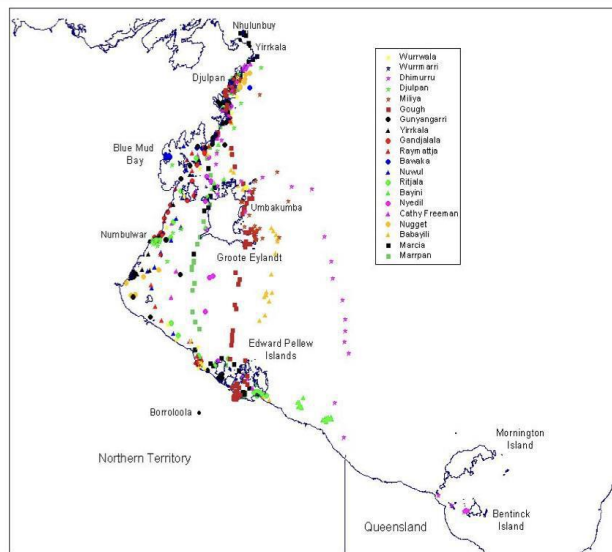 Nhulunbuy
Yirrkala
Djulpan
Blue Mud
Bay
Umbakumba
Numbulwar
Groote Eylandt
Edward Pellew
Islands
Borroloola
Northern Territory
Mornington
Island
Bentinck
Island
Queensland
Wurrwala
Wurrmarri
Dhimurru
Djulpan
Miliya
Gough
Gunyangarri
Yirrkala
Gandjalala
Raymattja
Bawaka
Nuwul
Ritjala
Bayini
Nyedil
Cathy Freeman
Nugget
Babayili
Marcia
Marrpan